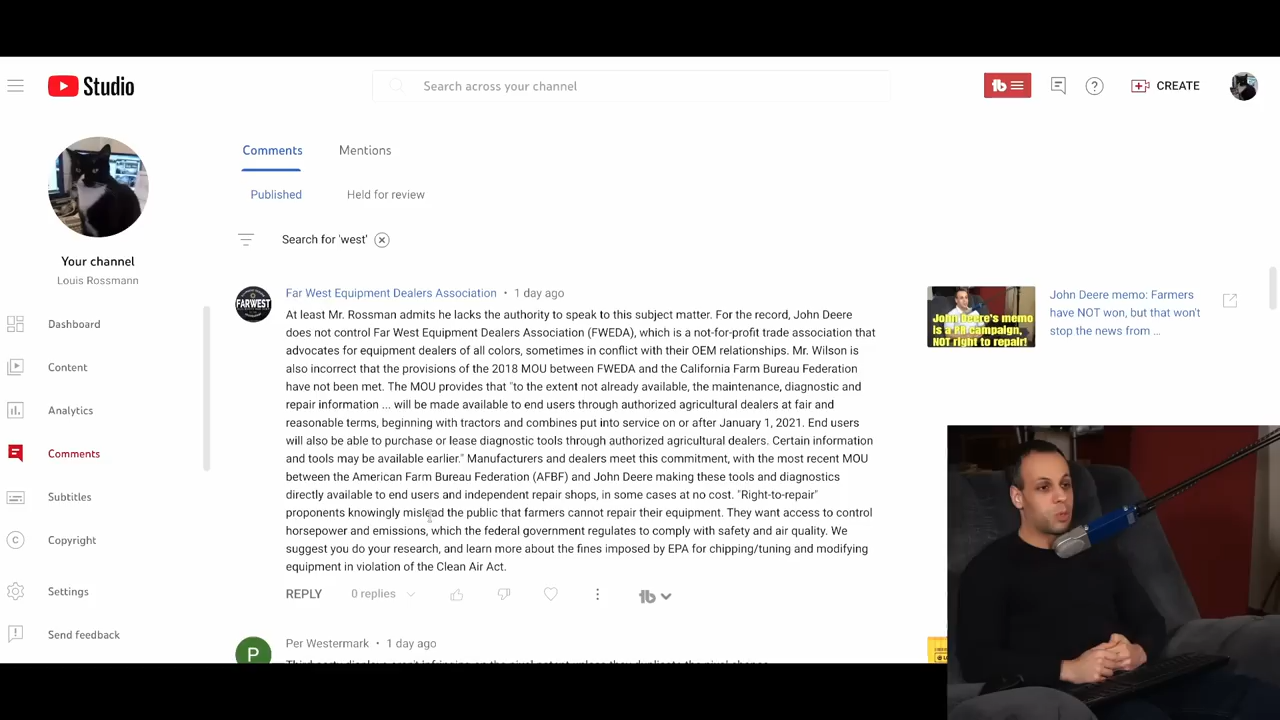 Studio
Search across your channel
CREATE
Your channel
Louis Rossmann
Dashboard
Content
Analytics
Comments
Subtitles
Copyright
Settings
Send feedback
Comments
Mentions
Published
Held for review
Search for 'west'
FARWEST
Far West Equipment Dealers Association • 1 day ago
At least Mr. Rossman admits he lacks the authority to speak to this subject matter. For the record, John Deere
does not control Far West Equipment Dealers Association (FWEDA), which is a not-for-profit trade association that
advocates for equipment dealers of all colors, sometimes in conflict with their OEM relationships. Mr. Wilson is
also incorrect that the provisions of the 2018 MOU between FWEDA and the California Farm Bureau Federation
have not been met. The MOU provides that "to the extent not already available, the maintenance, diagnostic and
repair information ... will be made available to end users through authorized agricultural dealers at fair and
reasonable terms, beginning with tractors and combines put into service on or after January 1, 2021. End users
will also be able to purchase or lease diagnostic tools through authorized agricultural dealers. Certain information
and tools may be available earlier." Manufacturers and dealers meet this commitment, with the most recent MOU
between the American Farm Bureau Federation (AFBF) and John Deere making these tools and diagnostics
directly available to end users and independent repair shops, in some cases at no cost. "Right-to-repair"
proponents knowingly mislead the public that farmers cannot repair their equipment. They want access to control
horsepower and emissions, which the federal government regulates to comply with safety and air quality. We
suggest you do your research, and learn more about the fines imposed by EPA for chipping/tuning and modifying
equipment in violation of the Clean Air Act.
REPLY
0 replies
John Deere's memo
is a PR campaign,
NOT right to repair!
John Deere memo: Farmers
have NOT won, but that won't
stop the news from ...
P
Per Westermark • 1 day ago